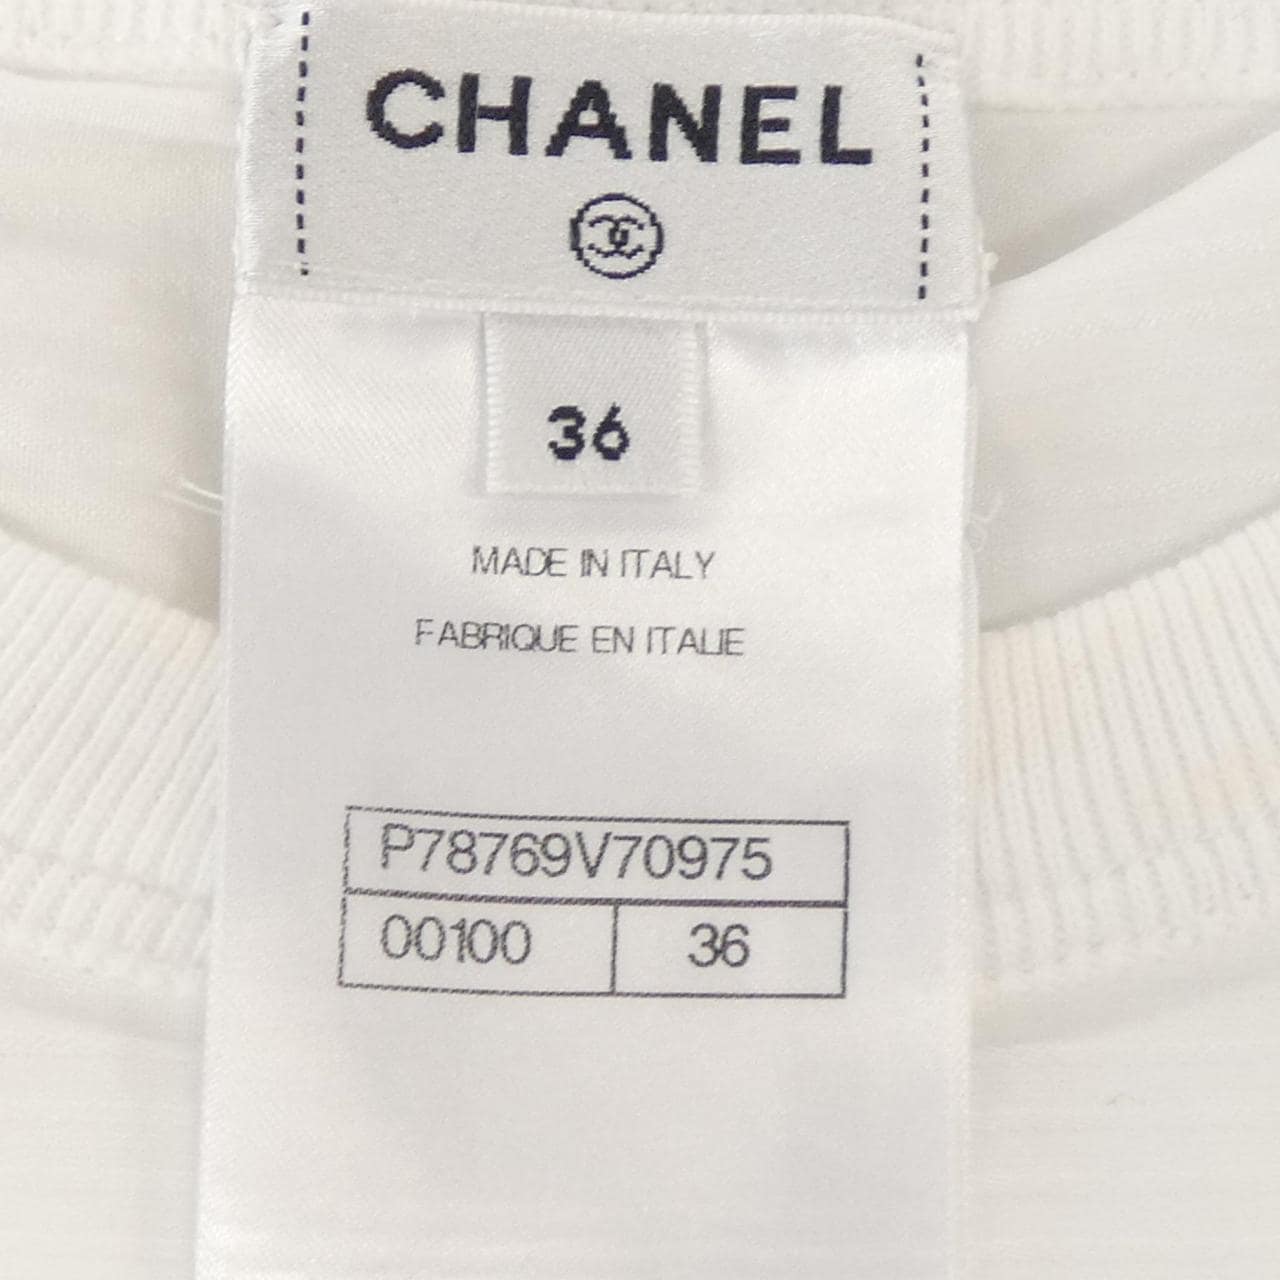 CHANEL
36
MADE IN ITALY
FABRIQUE EN ITALIE
P78769V70975
00100 36